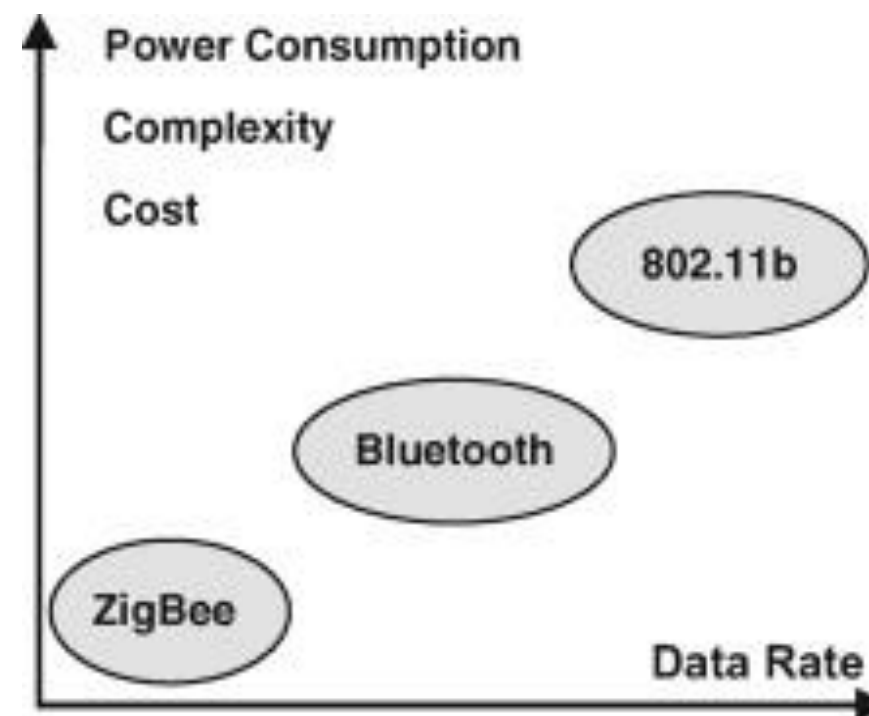 Power Consumption
Complexity
Cost
802.11b
Bluetooth
ZigBee
Data Rate